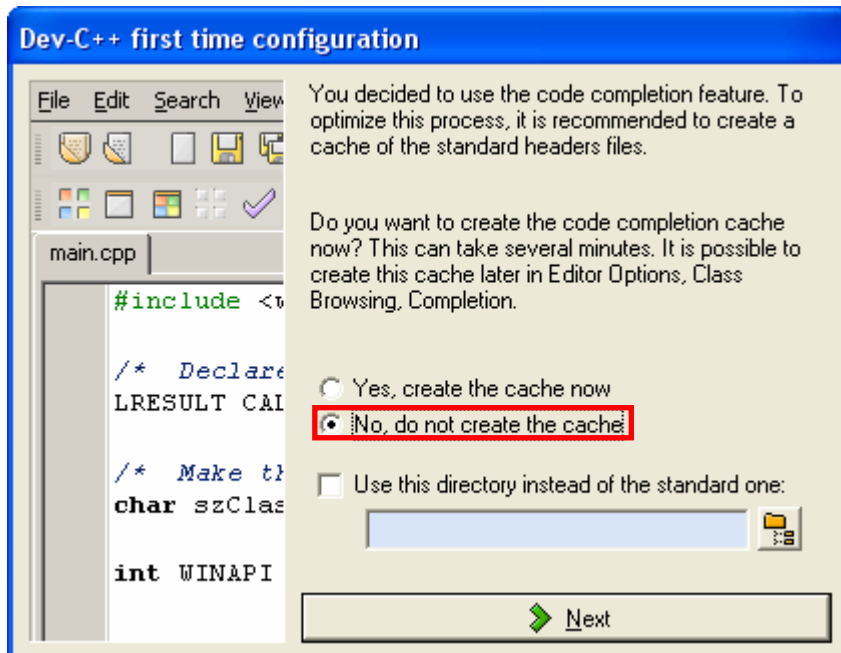 Dev-C++ first time configuration
File Edit Search View
main.cpp
#include <w
/* Declare
LRESULT CAL
/* Make th
char szClas
int WINAPI
You decided to use the code completion feature. To
optimize this process, it is recommended to create a
cache of the standard headers files.
Do you want to create the code completion cache
now? This can take several minutes. It is possible to
create this cache later in Editor Options, Class
Browsing, Completion.
Yes, create the cache now
No, do not create the cache
Use this directory instead of the standard one:
Next